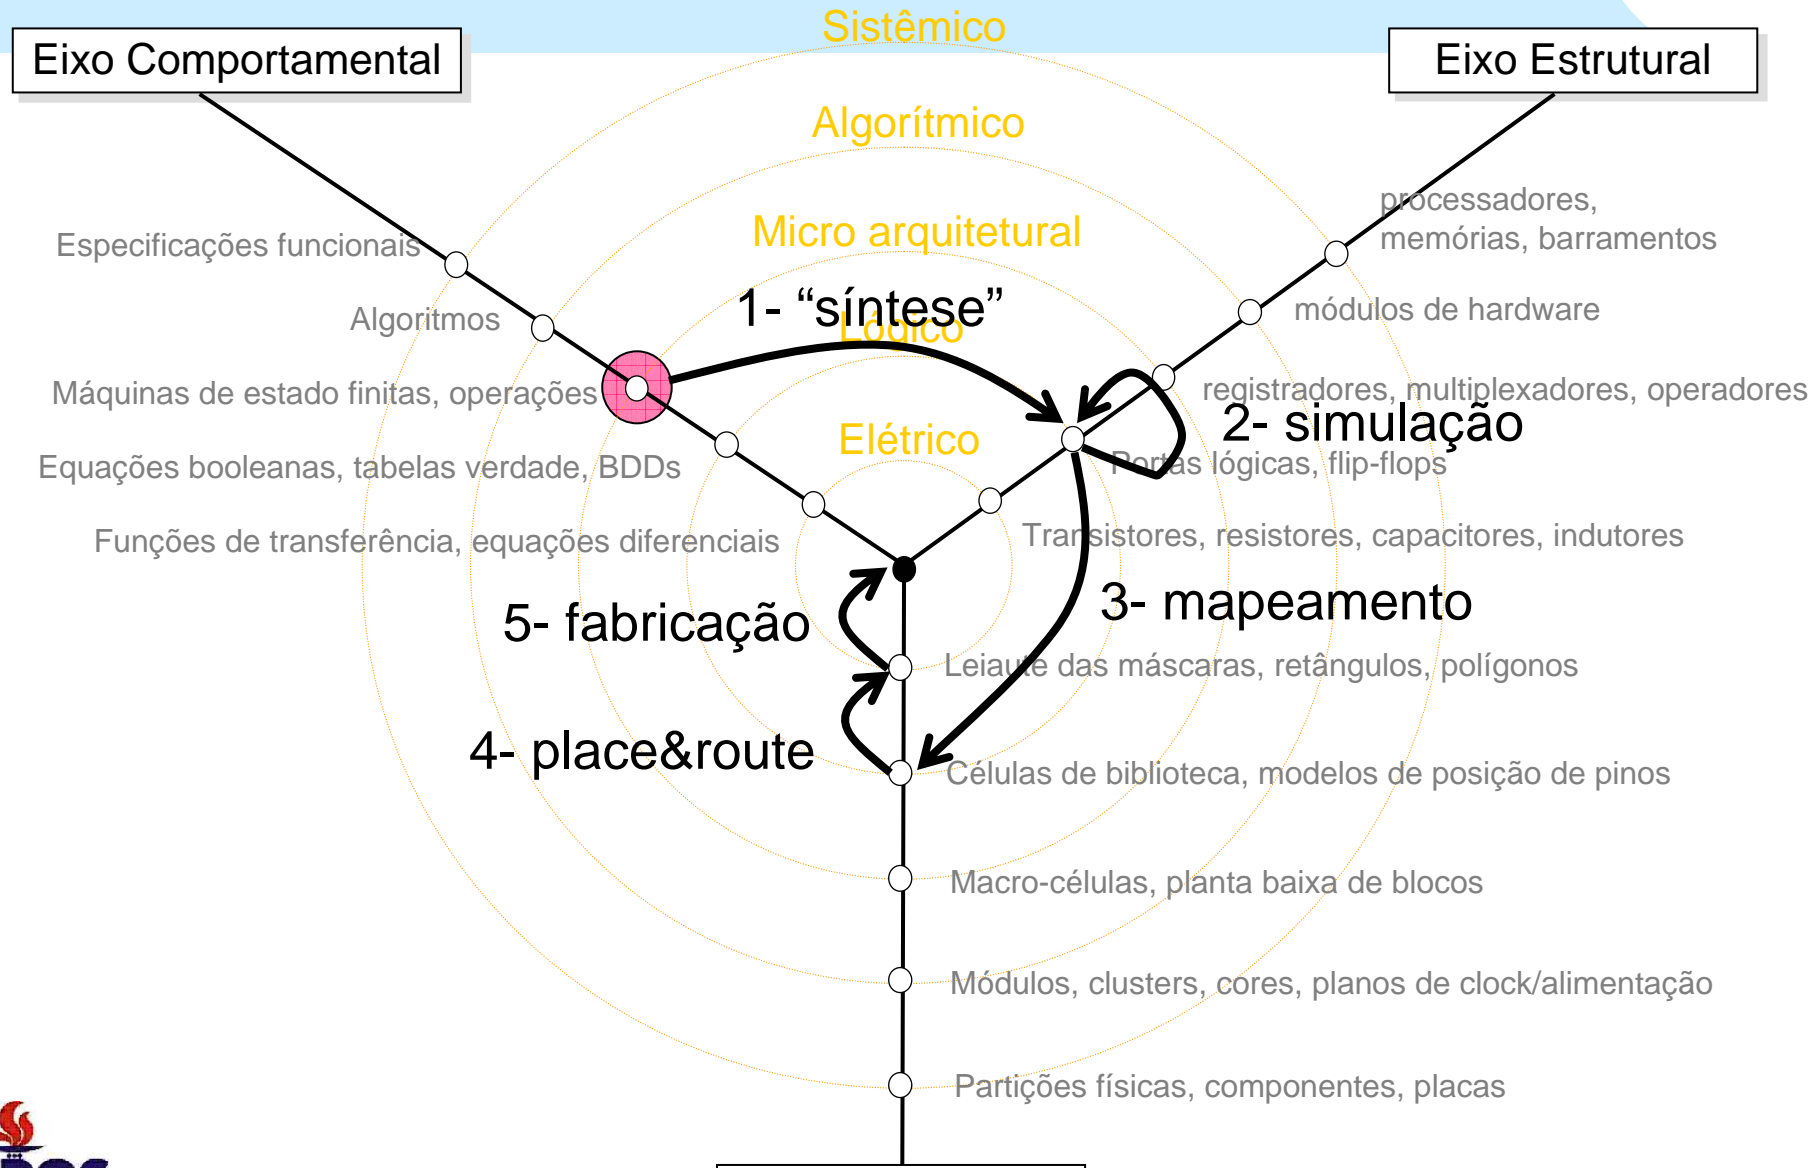 Sistêmico
Eixo Comportamental
Eixo Estrutural
Algorítmico
processadores,
memórias, barramentos
Micro arquitetural
Especificações funcionais
1- “síntese”
módulos de hardware
Algoritmos
Lógico
Máquinas de estado finitas, operações
registradores, multiplexadores, operadores
2- simulação
Elétrico
Equações booleanas, tabelas verdade, BDDs
Portas lógicas, flip-flops
Funções de transferência, equações diferenciais
Transistores, resistores, capacitores, indutores
3- mapeamento
5- fabricação
Leiaute das máscaras, retângulos, polígonos
4- place&route
Células de biblioteca, modelos de posição de pinos
Macro-células, planta baixa de blocos
Módulos, clusters, cores, planos de clock/alimentação
Partições físicas, componentes, placas